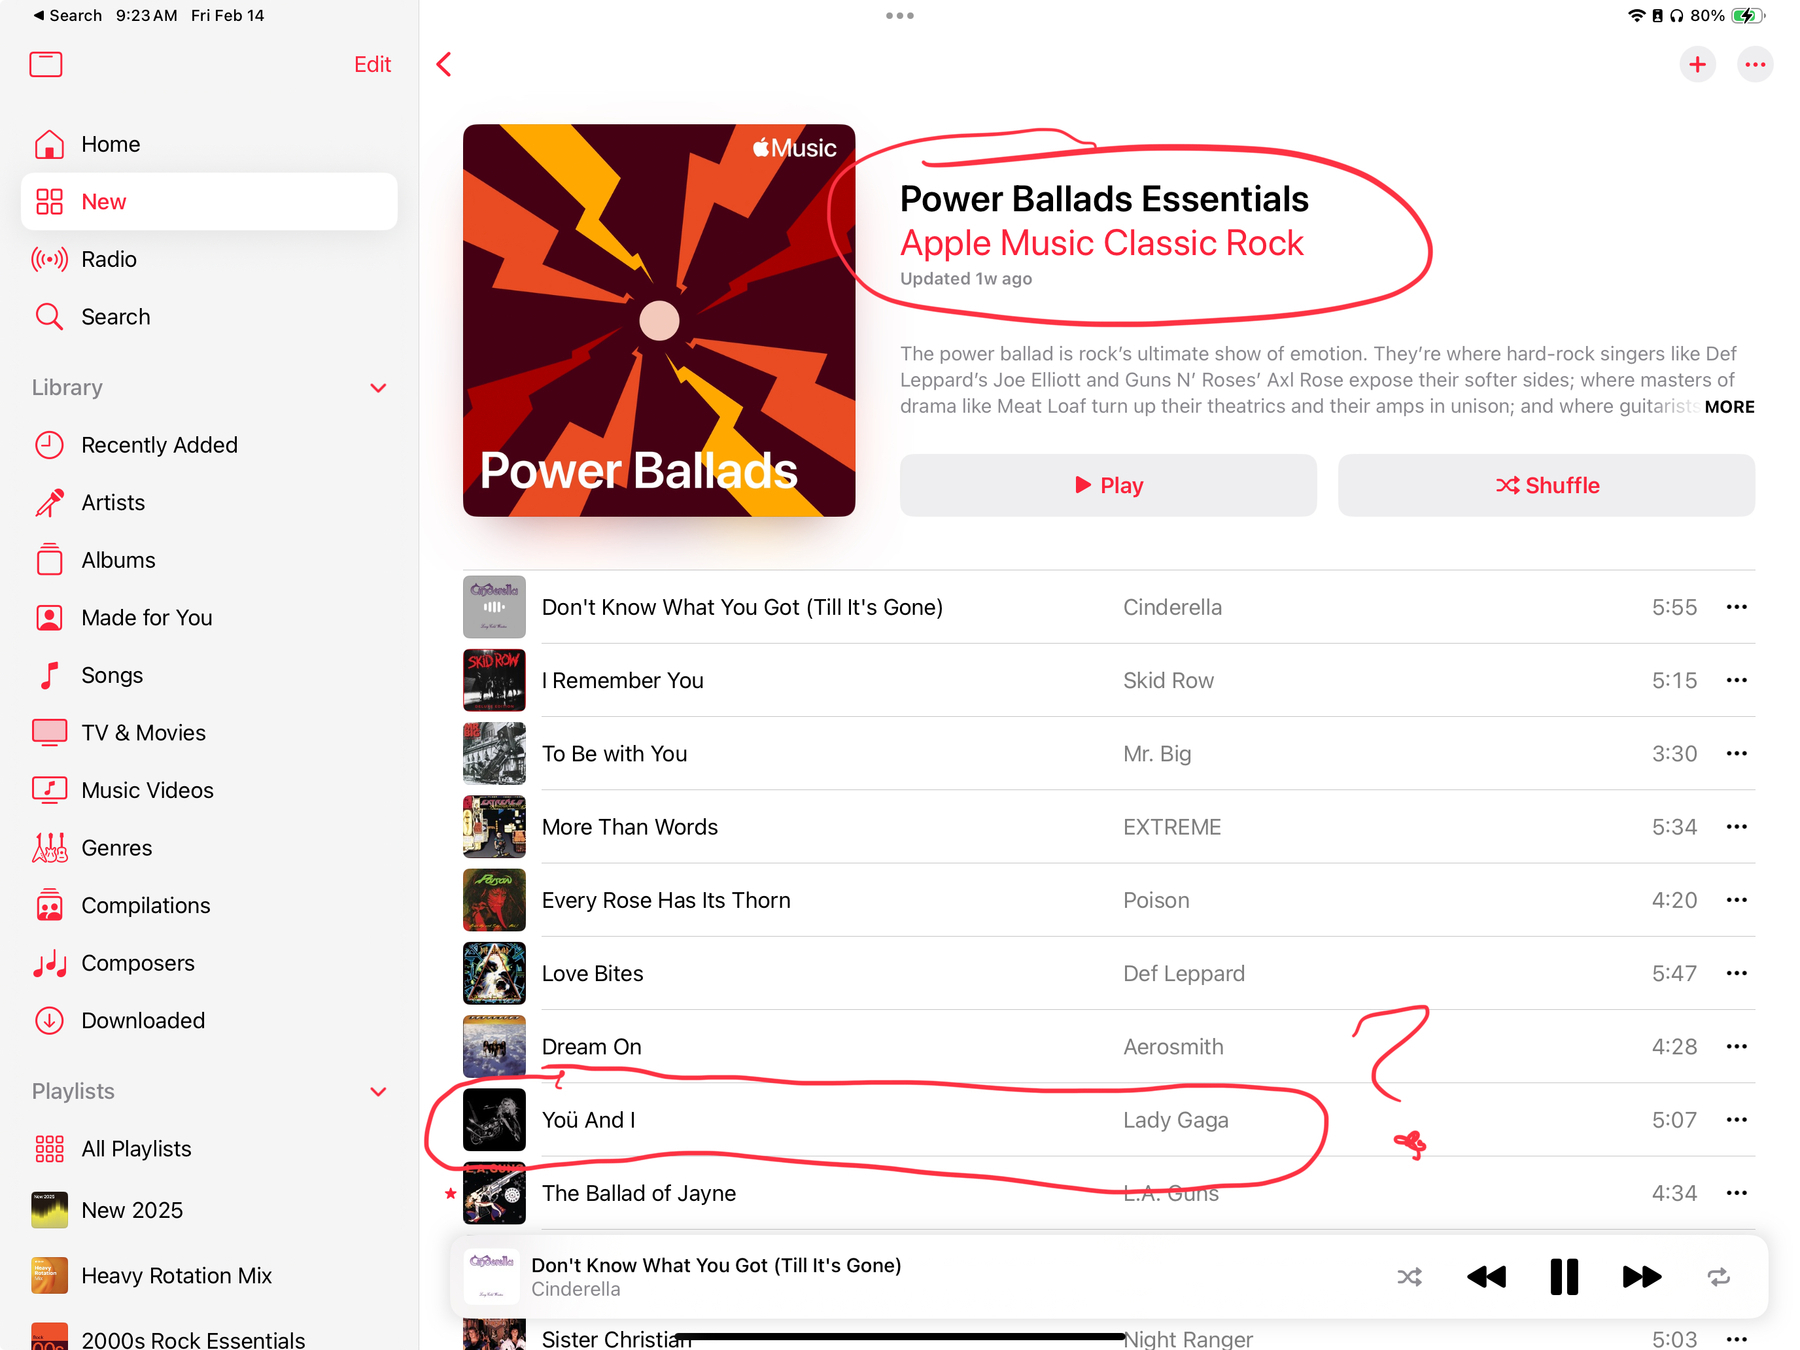 Search 9:23 AM Fri Feb 14
80%
Edit
Home
New
Radio
Search
Library
Recently Added
Artists
Albums
Made for You
Songs
TV & Movies
Music Videos
Genres
Compilations
Composers
Downloaded
Playlists
All Playlists
New 2025
Heavy Rotation Mix
2000s Rock Essentials
Music
Power Ballads
Power Ballads Essentials
Apple Music Classic Rock
Updated 1w ago
The power ballad is rock’s ultimate show of emotion. They’re where hard-rock singers like Def
Leppard’s Joe Elliott and Guns N’ Roses’ Axl Rose expose their softer sides; where masters of
drama like Meat Loaf turn up their theatrics and their amps in unison; and where guitarists MORE
Play
Shuffle
Cinderella
Don't Know What You Got (Till It's Gone) Cinderella 5:55
SKID ROW
I Remember You Skid Row 5:15
To Be with You Mr. Big 3:30
More Than Words EXTREME 5:34
Poison
Every Rose Has Its Thorn Poison 4:20
Love Bites Def Leppard 5:47
Dream On Aerosmith 4:28
?
Yoü And I Lady Gaga 5:07
L.A. GUNS
The Ballad of Jayne L.A. Guns 4:34
Cinderella
Don't Know What You Got (Till It's Gone)
Cinderella
Sister Christian Night Ranger 5:03